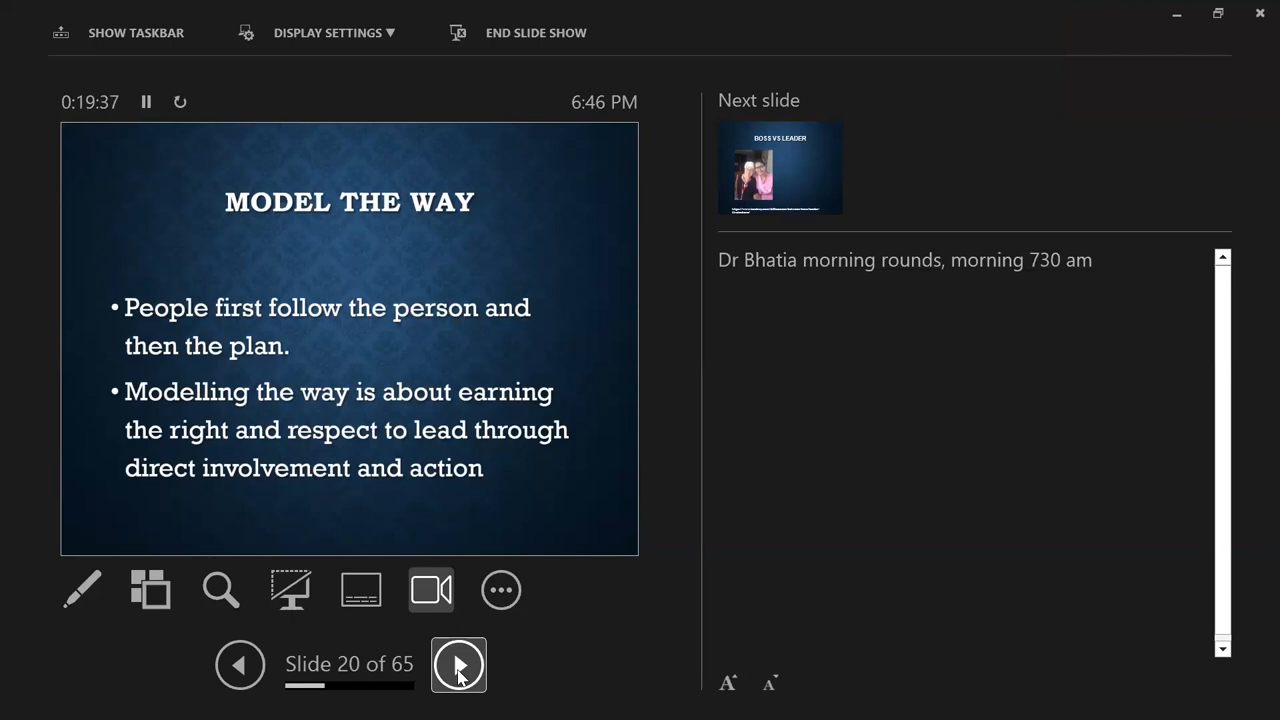 SHOW TASKBAR
DISPLAY SETTINGS ▼
END SLIDE SHOW
0:19:37
6:46 PM
MODEL THE WAY
• People first follow the person and
then the plan.
• Modelling the way is about earning
the right and respect to lead through
direct involvement and action
Slide 20 of 65
Next slide
BOSS VS LEADER
Dr Bhatia morning rounds, morning 730 am
A
A